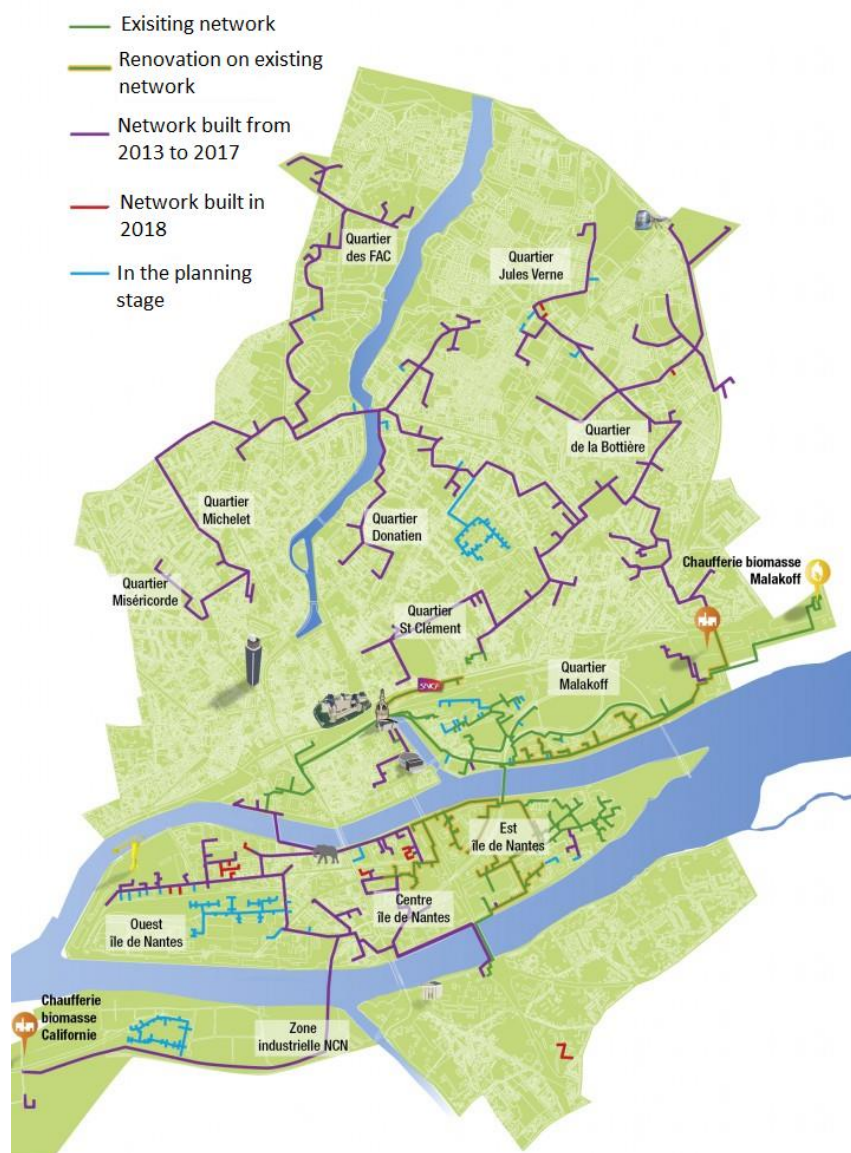 Exisiting network
Renovation on existing
network
Network built from
2013 to 2017
Network built in
2018
In the planning
stage
Quartier
des FAC
Quartier
Jules Verne
Quartier
de la Bottière
Quartier
Michelet
Quartier
Donatien
Chaufferie biomasse
Malakoff
Quartier
Miséricorde
Quartier
St Clément
Quartier
Malakoff
SNCF
Est
île de Nantes
Centre
île de Nantes
Ouest
île de Nantes
Chaufferie
biomasse
Californie
Zone
industrielle NCN